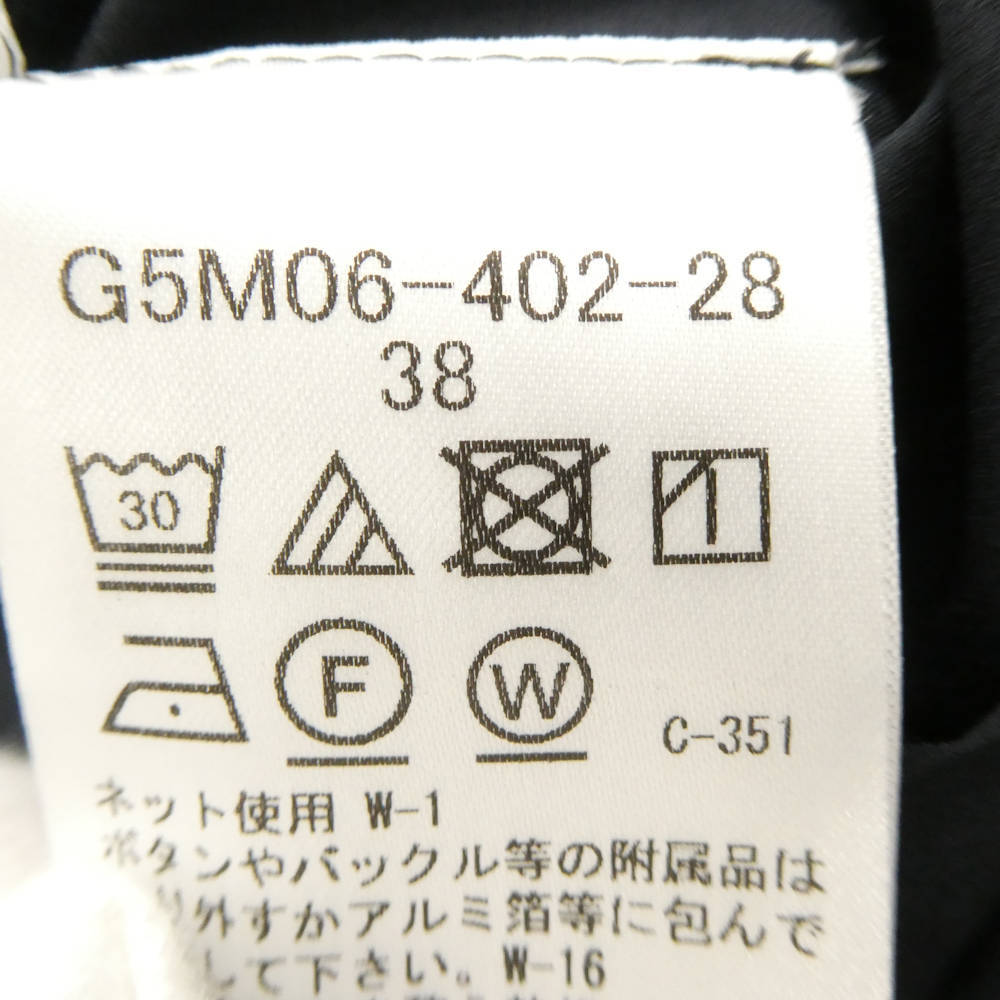 G5M06-402-28
38
30
F W C-351
ネット使用 W-1
ボタンやバックル等の附属品は
外すかアルミ箔等に包んで
して下さい。W-16